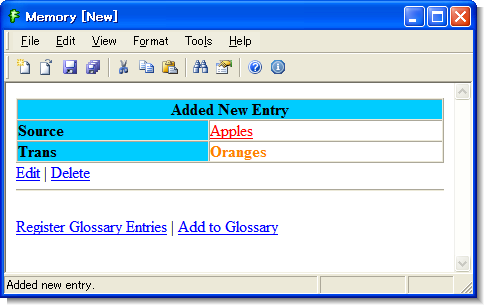 Memory [New]
File Edit View Format Tools Help
Added New Entry
Source Apples
Trans Oranges
Edit | Delete
Register Glossary Entries | Add to Glossary
Added new entry.